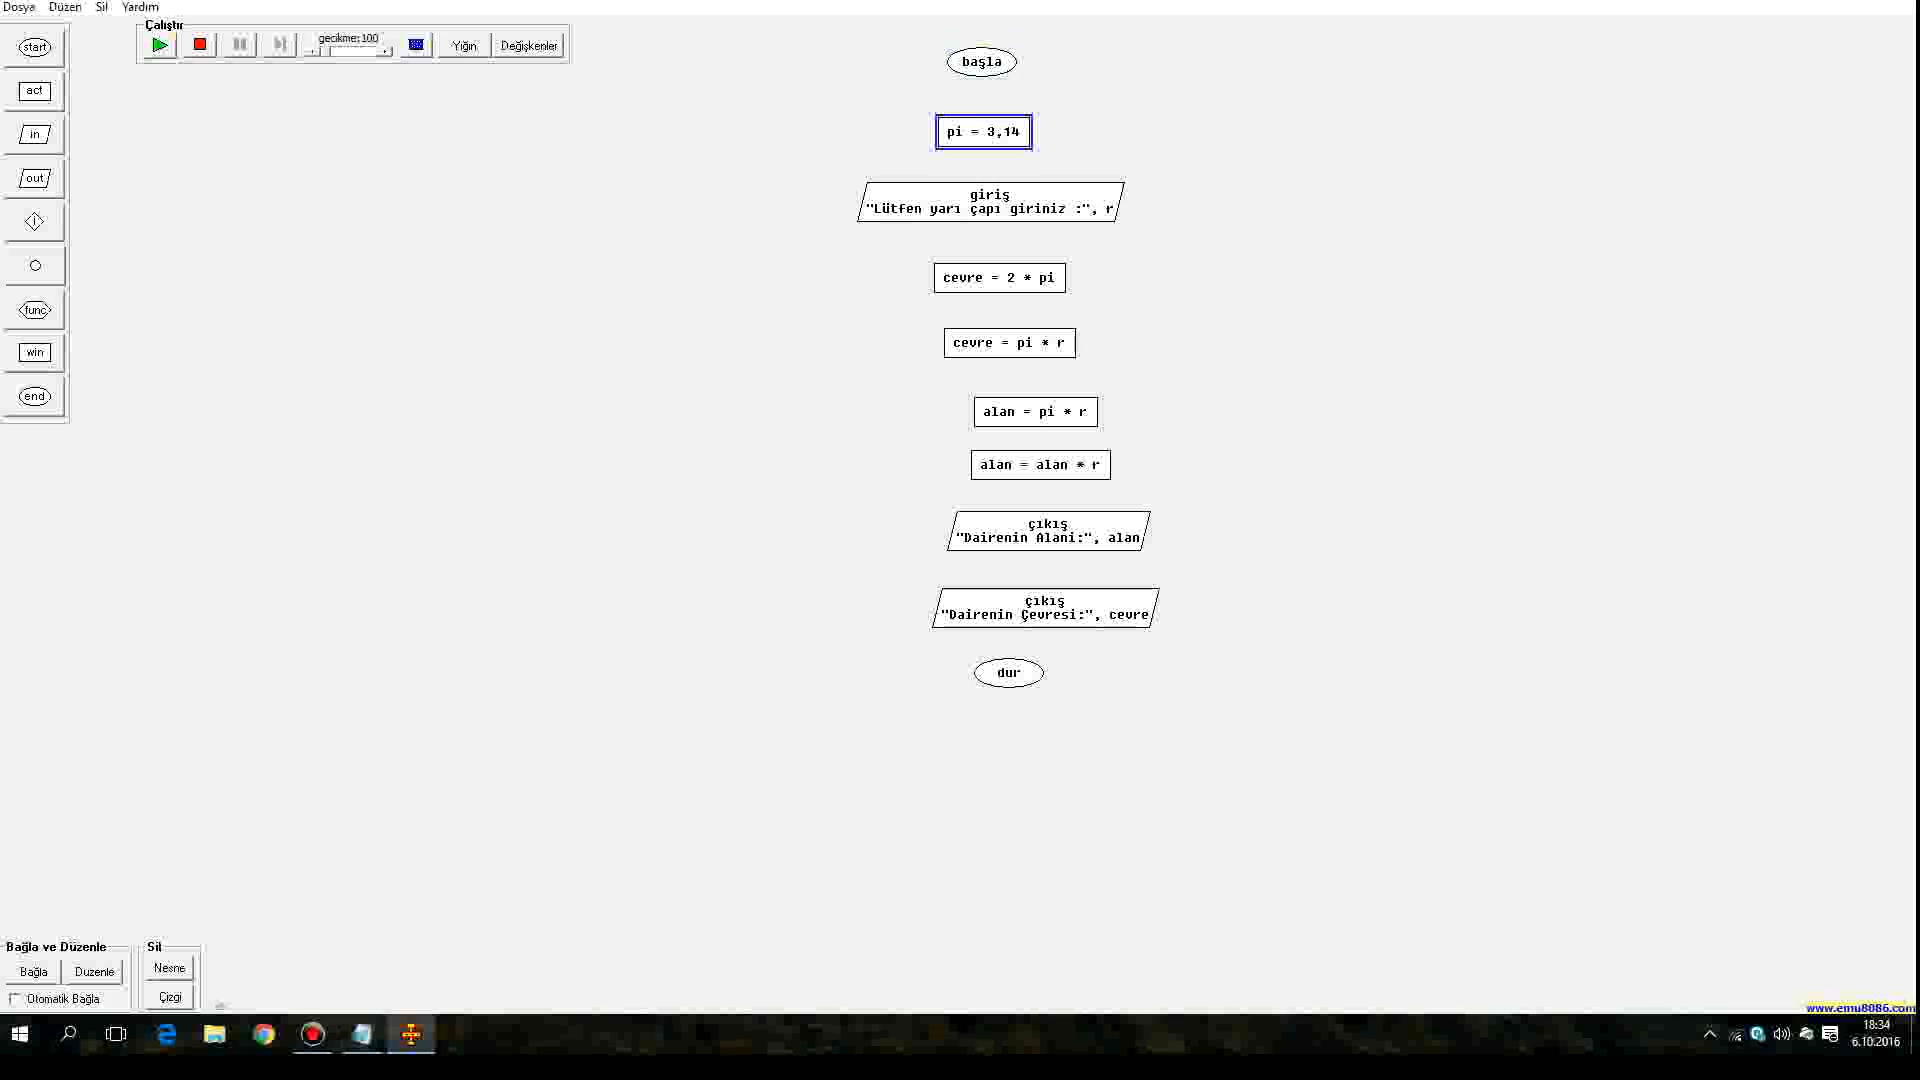 Dosya Düzen Sil Yardım
Çalıştır
gecikme:100
Yığın
Değişkenler
start
act
in
out
func
win
end
başla
pi = 3,14
giriş
"Lütfen yarı çapı giriniz :", r
cevre = 2 * pi
cevre = pi * r
alan = pi * r
alan = alan * r
çıkış
"Dairenin Alani:", alan
çıkış
"Dairenin Çevresi:", cevre
dur
Bağla ve Düzenle
Bağla
Duzenle
Otomatik Bağla
Sil
Nesne
Çizgi
www.emu8086.com
18:34
6.10.2016